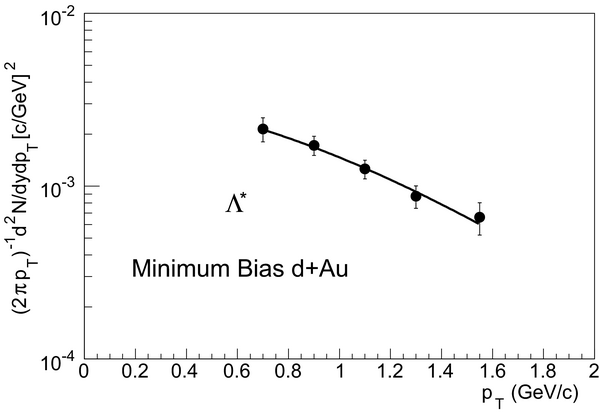 10^-2
(2πp_T)^-1 d^2N/dydp_T [c/GeV]^2
10^-3
Λ*
Minimum Bias d+Au
10^-4
0 0.2 0.4 0.6 0.8 1 1.2 1.4 1.6 1.8 2
p_T (GeV/c)